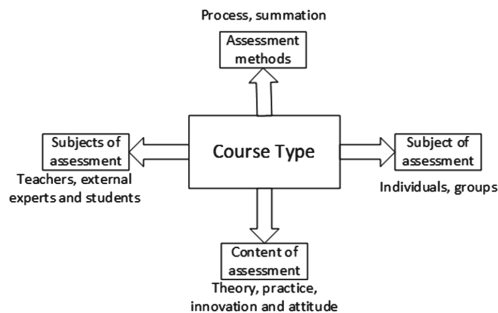 Process, summation
Assessment
methods
Subjects of
assessment
Teachers, external
experts and students
Course Type
Subject of
assessment
Individuals, groups
Content of
assessment
Theory, practice,
innovation and attitude